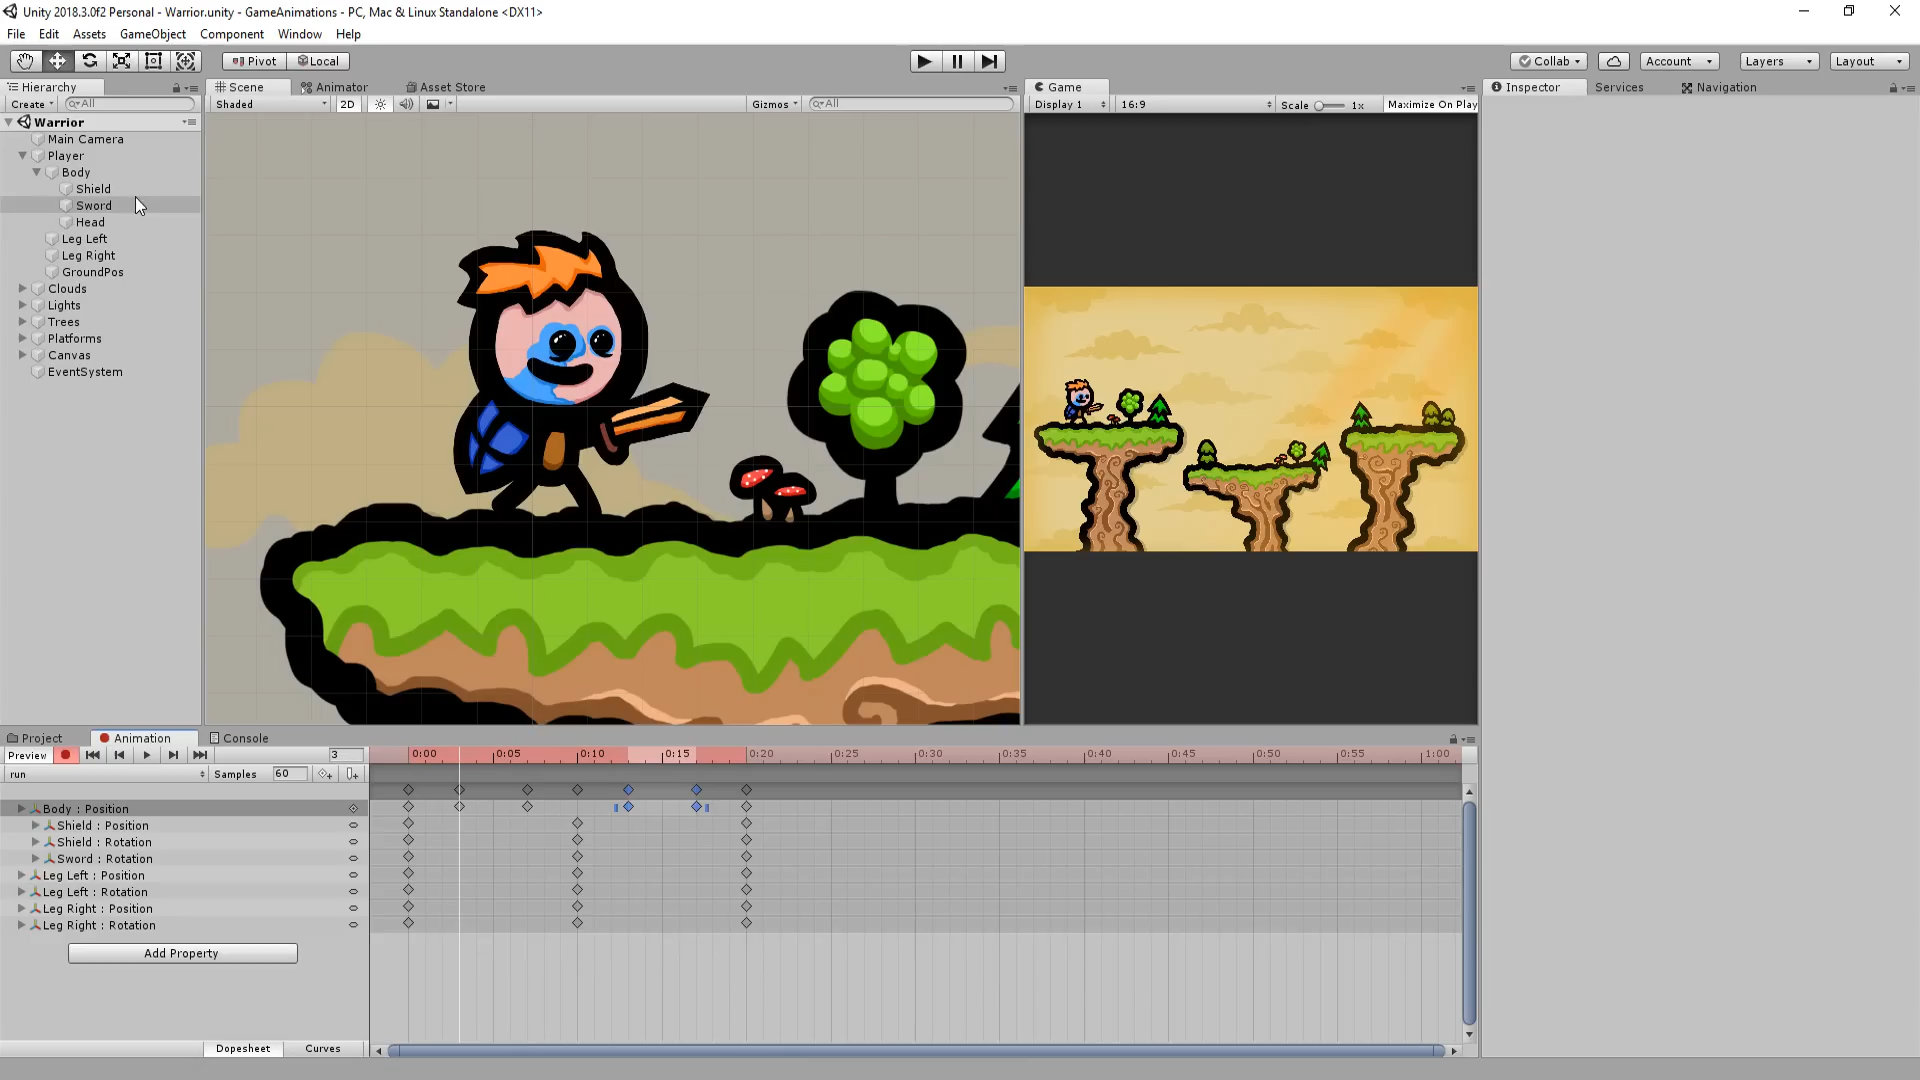 Unity 2018.3.0f2 Personal - Warrior.unity - GameAnimations - PC, Mac & Linux Standalone <DX11>
File Edit Assets GameObject Component Window Help
Pivot Local Collab Account Layers Layout
Hierarchy Scene Animator Asset Store Game Inspector Services Navigation
Create All Shaded 2D Gizmos All Display 1 16:9 Scale 1x Maximize On Play
Warrior
Main Camera
Player
Body
Shield
Sword
Head
Leg Left
Leg Right
GroundPos
Clouds
Lights
Trees
Platforms
Canvas
EventSystem
Project Animation Console
Preview 3 0:00 0:05 0:10 0:15 0:20 0:25 0:30 0:35 0:40 0:45 0:50 0:55 1:00
run Samples 60
Body : Position
Shield : Position
Shield : Rotation
Sword : Rotation
Leg Left : Position
Leg Left : Rotation
Leg Right : Position
Leg Right : Rotation
Add Property
Dopesheet Curves